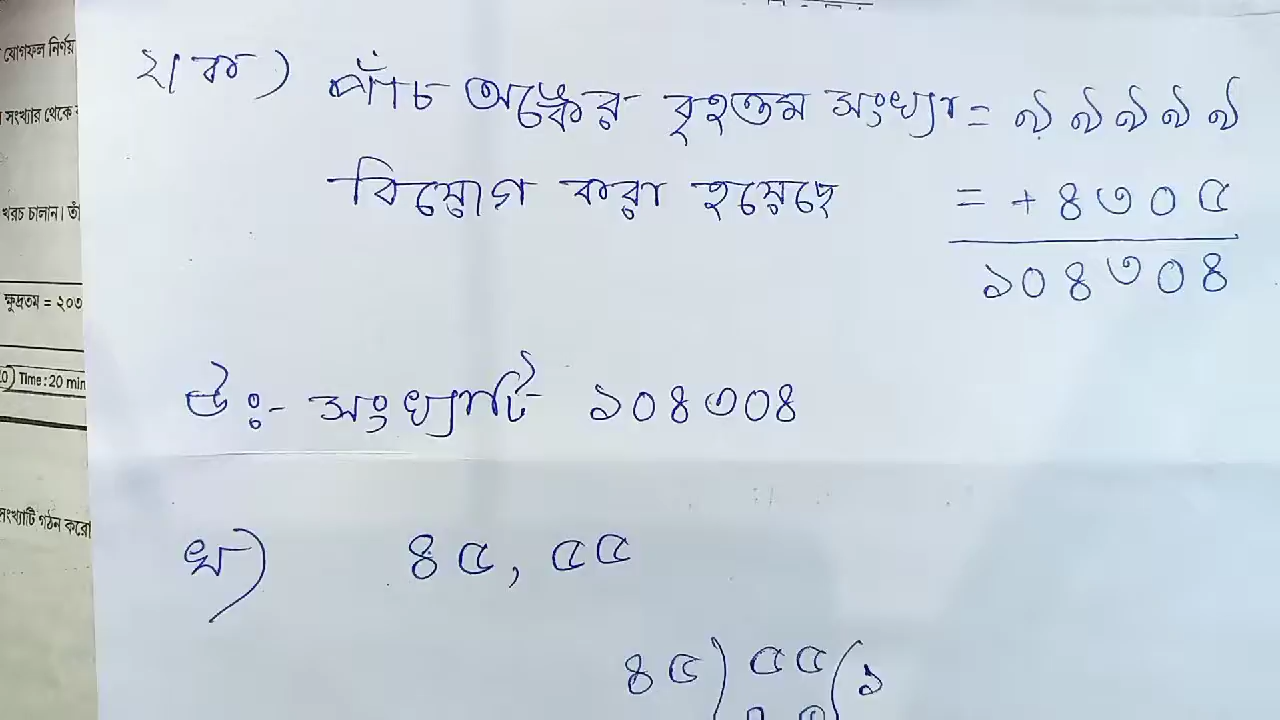 যোগফল নির্ণয়
সংখ্যার থেকে
খরচ চালান। তাঁ
ক্ষুদ্রতম = ২০৩
Time : 20 min
সংখ্যাটি গঠন করো
২। ক) পাঁচ অঙ্কের বৃহত্তম সংখ্যা = ৯৯৯৯৯
বিয়োগ করা হয়েছে = + ৪৩০৫
১০৪৩০৪
উঃ- সংখ্যাটি ১০৪৩০৪
খ) ৪৫, ৫৫
৪৫) ৫৫ (১